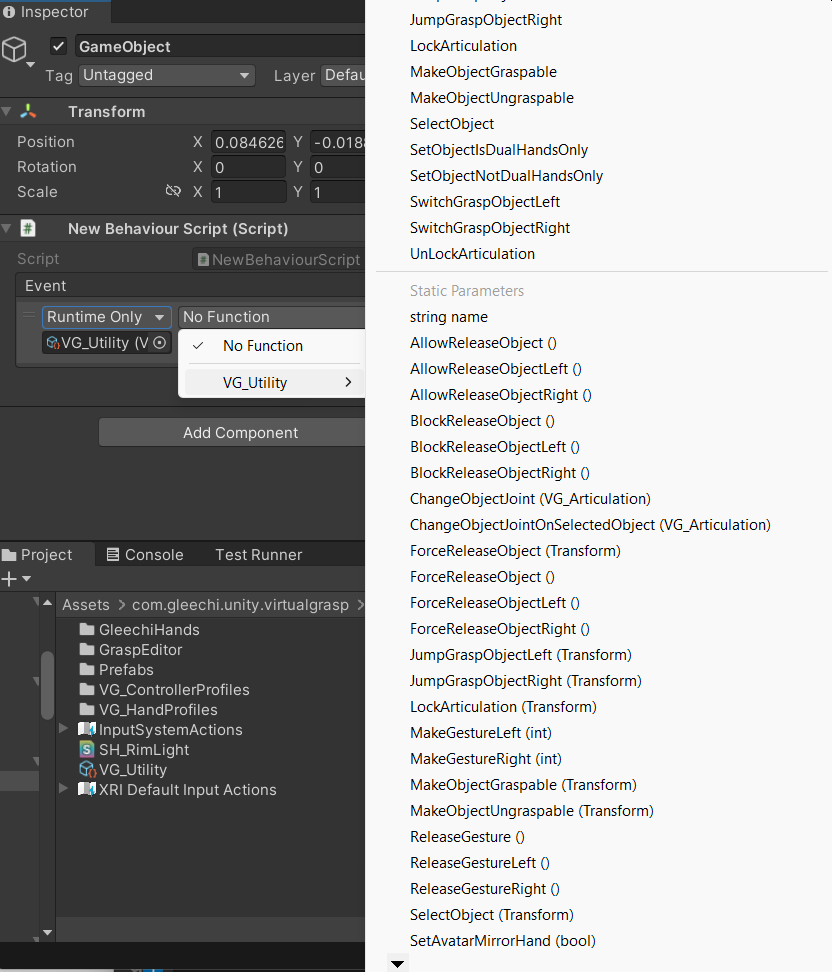 Inspector
GameObject
Tag Untagged Layer Defau
Transform
Position X 0.084626 Y -0.018
Rotation X 0 Y 0
Scale X 1 Y 1
New Behaviour Script (Script)
Script NewBehaviourScript
Event
Runtime Only No Function
VG_Utility (V
No Function
VG_Utility
Add Component
Project Console Test Runner
Assets > com.gleechi.unity.virtualgrasp >
GleechiHands
GraspEditor
Prefabs
VG_ControllerProfiles
VG_HandProfiles
InputSystemActions
SH_RimLight
VG_Utility
XRI Default Input Actions
JumpGraspObjectRight
LockArticulation
MakeObjectGraspable
MakeObjectUngraspable
SelectObject
SetObjectIsDualHandsOnly
SetObjectNotDualHandsOnly
SwitchGraspObjectLeft
SwitchGraspObjectRight
UnLockArticulation
Static Parameters
string name
AllowReleaseObject ()
AllowReleaseObjectLeft ()
AllowReleaseObjectRight ()
BlockReleaseObject ()
BlockReleaseObjectLeft ()
BlockReleaseObjectRight ()
ChangeObjectJoint (VG_Articulation)
ChangeObjectJointOnSelectedObject (VG_Articulation)
ForceReleaseObject (Transform)
ForceReleaseObject ()
ForceReleaseObjectLeft ()
ForceReleaseObjectRight ()
JumpGraspObjectLeft (Transform)
JumpGraspObjectRight (Transform)
LockArticulation (Transform)
MakeGestureLeft (int)
MakeGestureRight (int)
MakeObjectGraspable (Transform)
MakeObjectUngraspable (Transform)
ReleaseGesture ()
ReleaseGestureLeft ()
ReleaseGestureRight ()
SelectObject (Transform)
SetAvatarMirrorHand (bool)